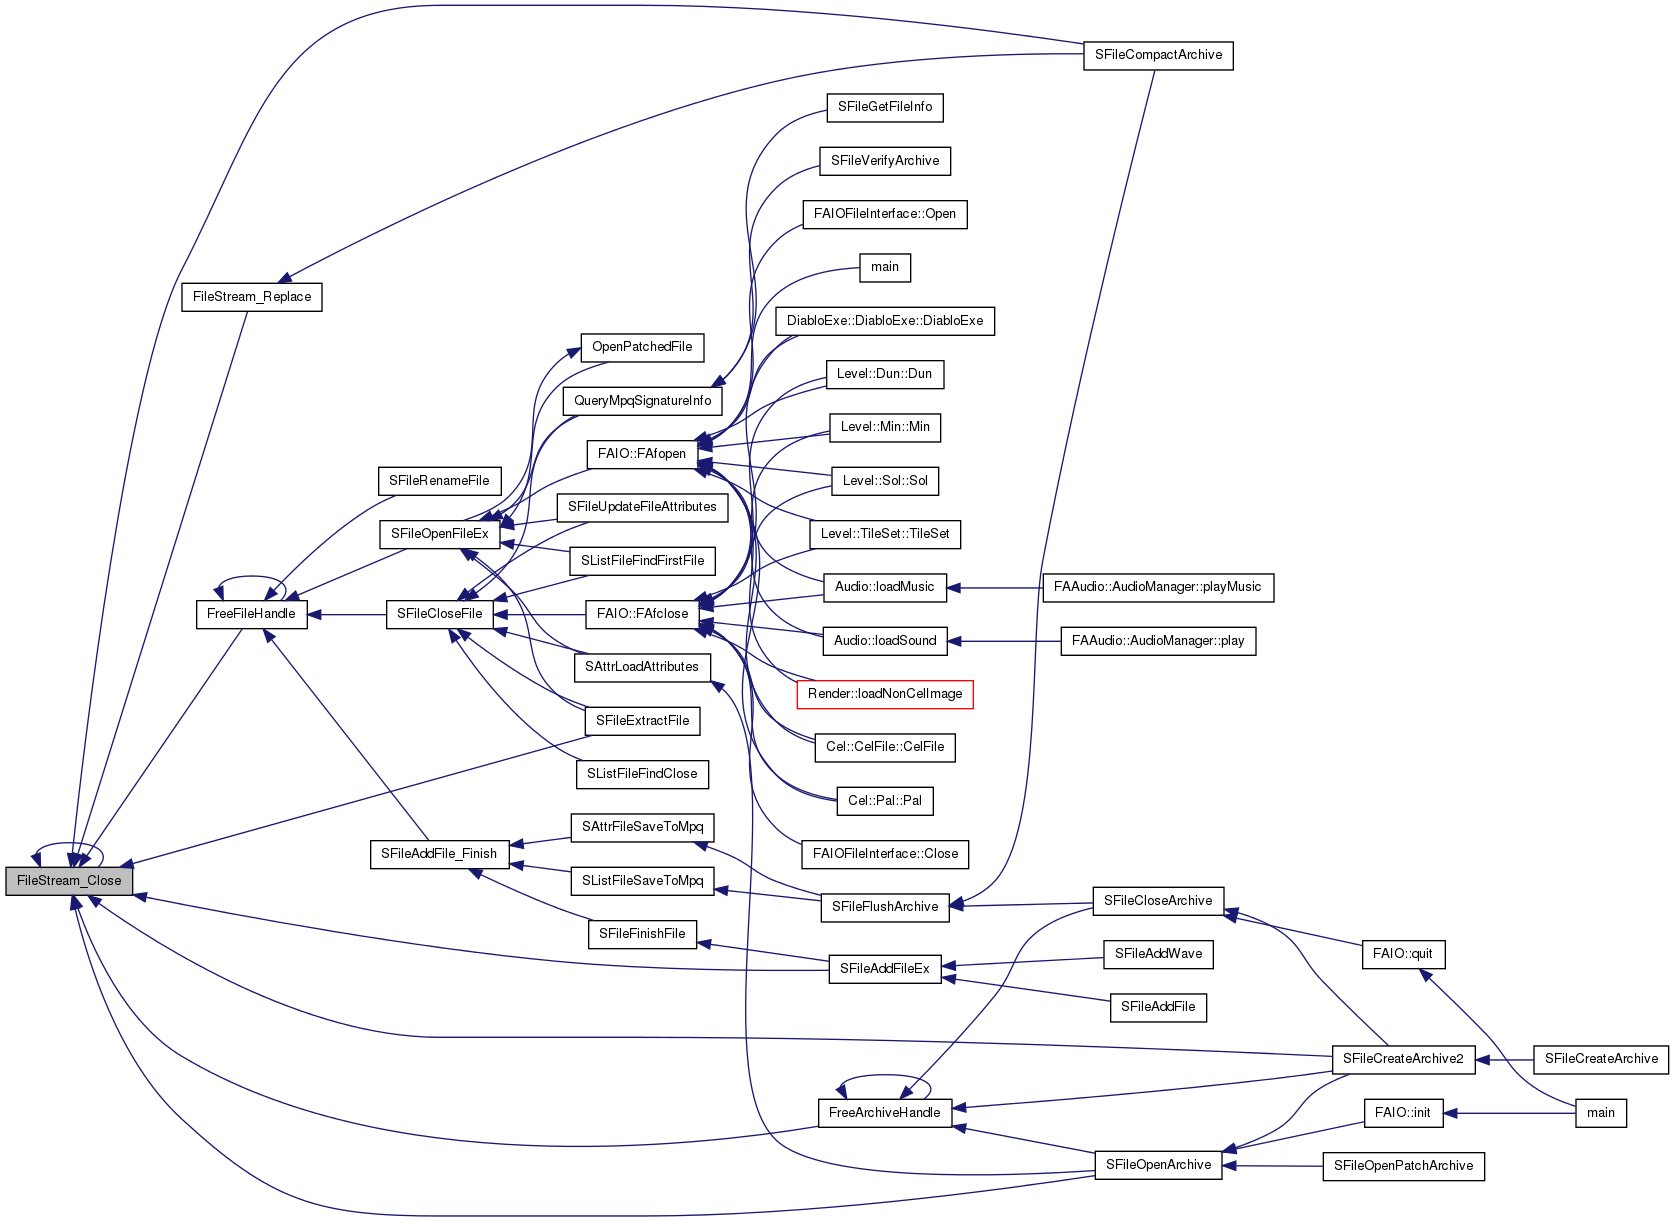 SFileCompactArchive
SFileGetFileInfo
SFileVerifyArchive
FAIOFileInterface::Open
main
FileStream_Replace
DiabloExe::DiabloExe::DiabloExe
OpenPatchedFile
Level::Dun::Dun
QueryMpqSignatureInfo
Level::Min::Min
FAIO::FAfopen
SFileRenameFile
Level::Sol::Sol
SFileUpdateFileAttributes
SFileOpenFileEx
Level::TileSet::TileSet
SListFileFindFirstFile
Audio::loadMusic
FAAudio::AudioManager::playMusic
FreeFileHandle
SFileCloseFile
FAIO::FAfclose
Audio::loadSound
FAAudio::AudioManager::play
SAttrLoadAttributes
Render::loadNonCelImage
SFileExtractFile
Cel::CelFile::CelFile
SListFileFindClose
Cel::Pal::Pal
SAttrFileSaveToMpq
SFileAddFile_Finish
FAIOFileInterface::Close
FileStream_Close
SListFileSaveToMpq
SFileCloseArchive
SFileFlushArchive
SFileFinishFile
SFileAddWave
FAIO::quit
SFileAddFileEx
SFileAddFile
SFileCreateArchive2
SFileCreateArchive
FreeArchiveHandle
FAIO::init
main
SFileOpenArchive
SFileOpenPatchArchive